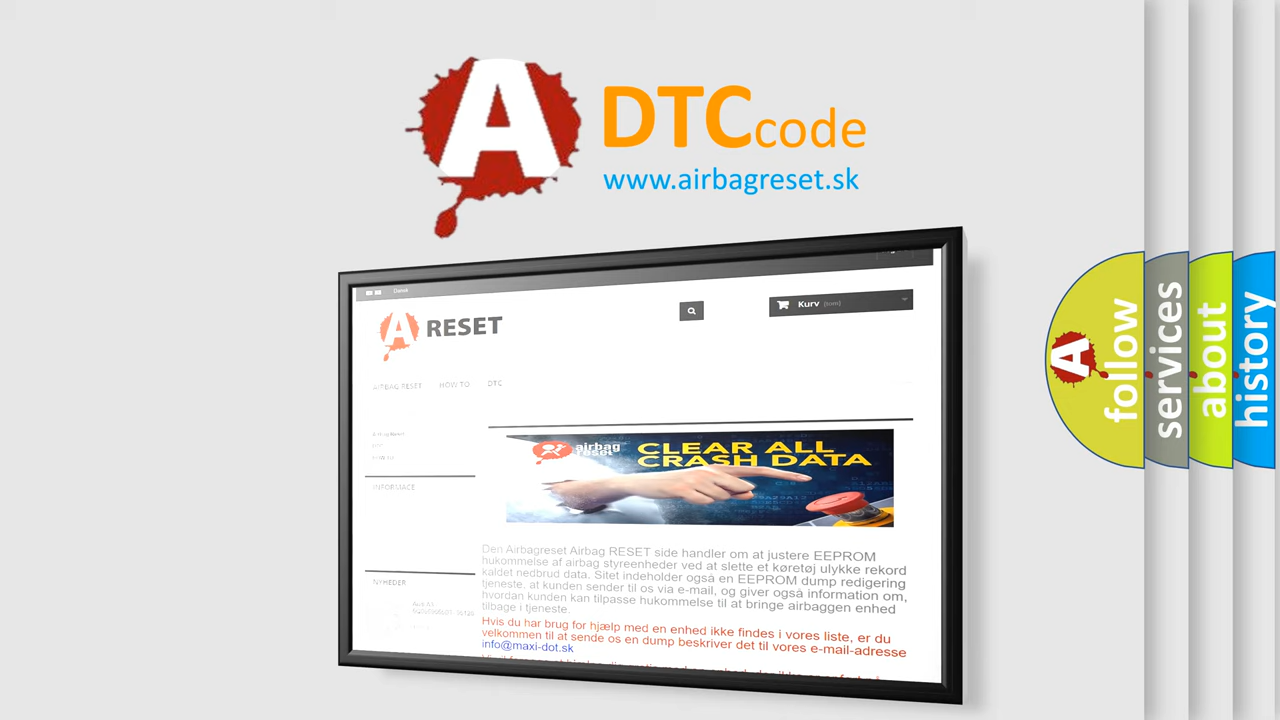 A DTCcode
www.airbagreset.sk
Dansk
Kurv (tom)
A RESET
AIRBAG RESET HOW TO DTC
INFORMACE
airbag
reset
CLEAR ALL
CRASH DATA
Den Airbagreset Airbag RESET side handler om at justere EEPROM
hukommelse af airbag styreenheder ved at slette et køretøj ulykke rekord
kaldet nedbrud data. Sitet indeholder også en EEPROM dump redigering
tjeneste, at kunden sender til os via e-mail, og giver også information om,
hvordan kunden kan tilpasse hukommelse til at bringe airbaggen enhed
tilbage i tjeneste.
NYHEDER
Hvis du har brug for hjælp med en enhed ikke findes i vores liste, er du
velkommen til at sende os en dump beskriver det til vores e-mail-adresse
info@maxi-dot.sk
A follow
services
about
history